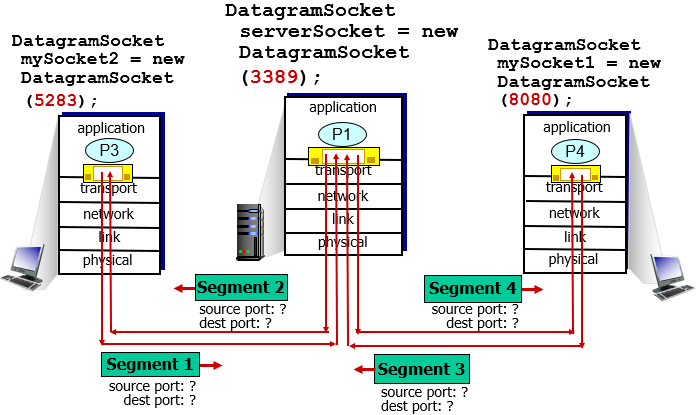 DatagramSocket
mySocket2 = new
DatagramSocket
(5283);
application
P3
transport
network
link
physical
DatagramSocket
serverSocket = new
DatagramSocket
(3389);
application
P1
transport
network
link
physical
DatagramSocket
mySocket1 = new
DatagramSocket
(8080);
application
P4
transport
network
link
physical
Segment 2
source port: ?
dest port: ?
Segment 4
source port: ?
dest port: ?
Segment 1
source port: ?
dest port: ?
Segment 3
source port: ?
dest port: ?